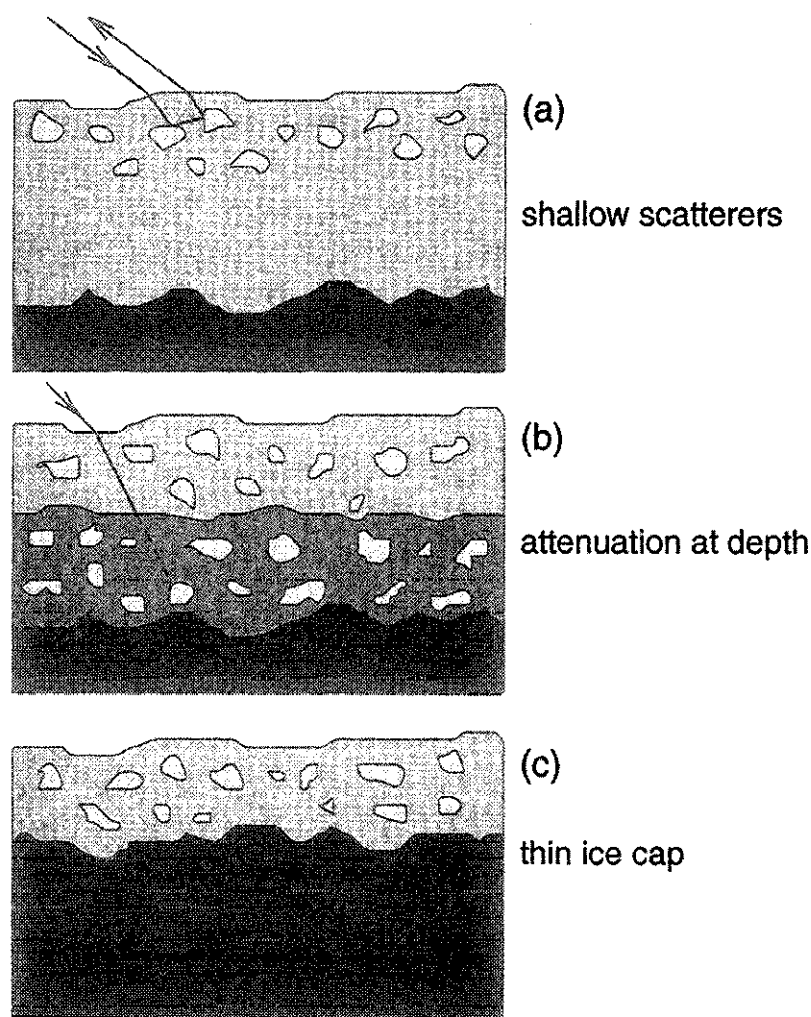 (a)
shallow scatterers
(b)
attenuation at depth
(c)
thin ice cap